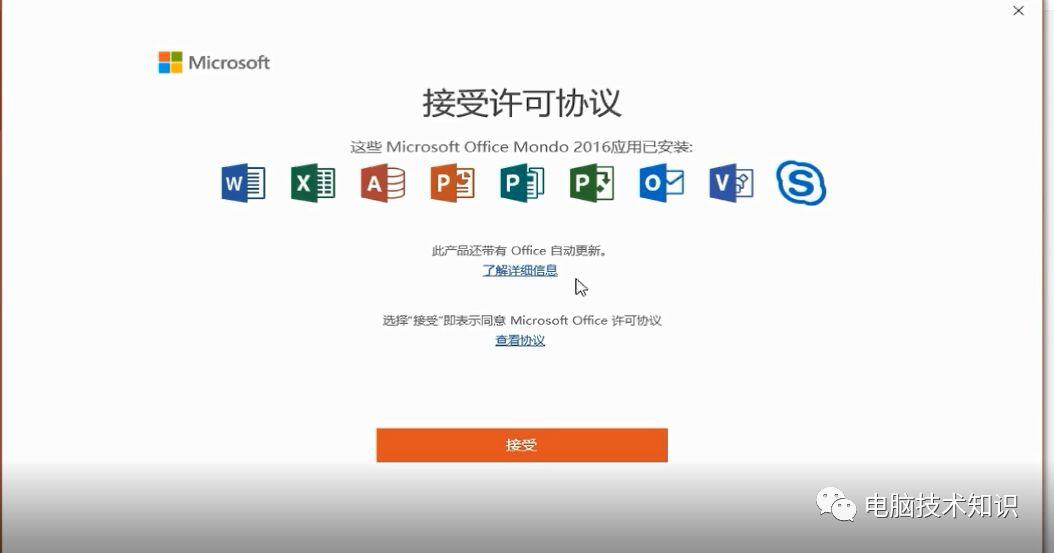 Microsoft
接受许可协议
这些 Microsoft Office Mondo 2016应用已安装:
W X A P P P O V S
此产品还带有 Office 自动更新。
了解详细信息
选择"接受"即表示同意 Microsoft Office 许可协议
查看协议
接受
电脑技术知识